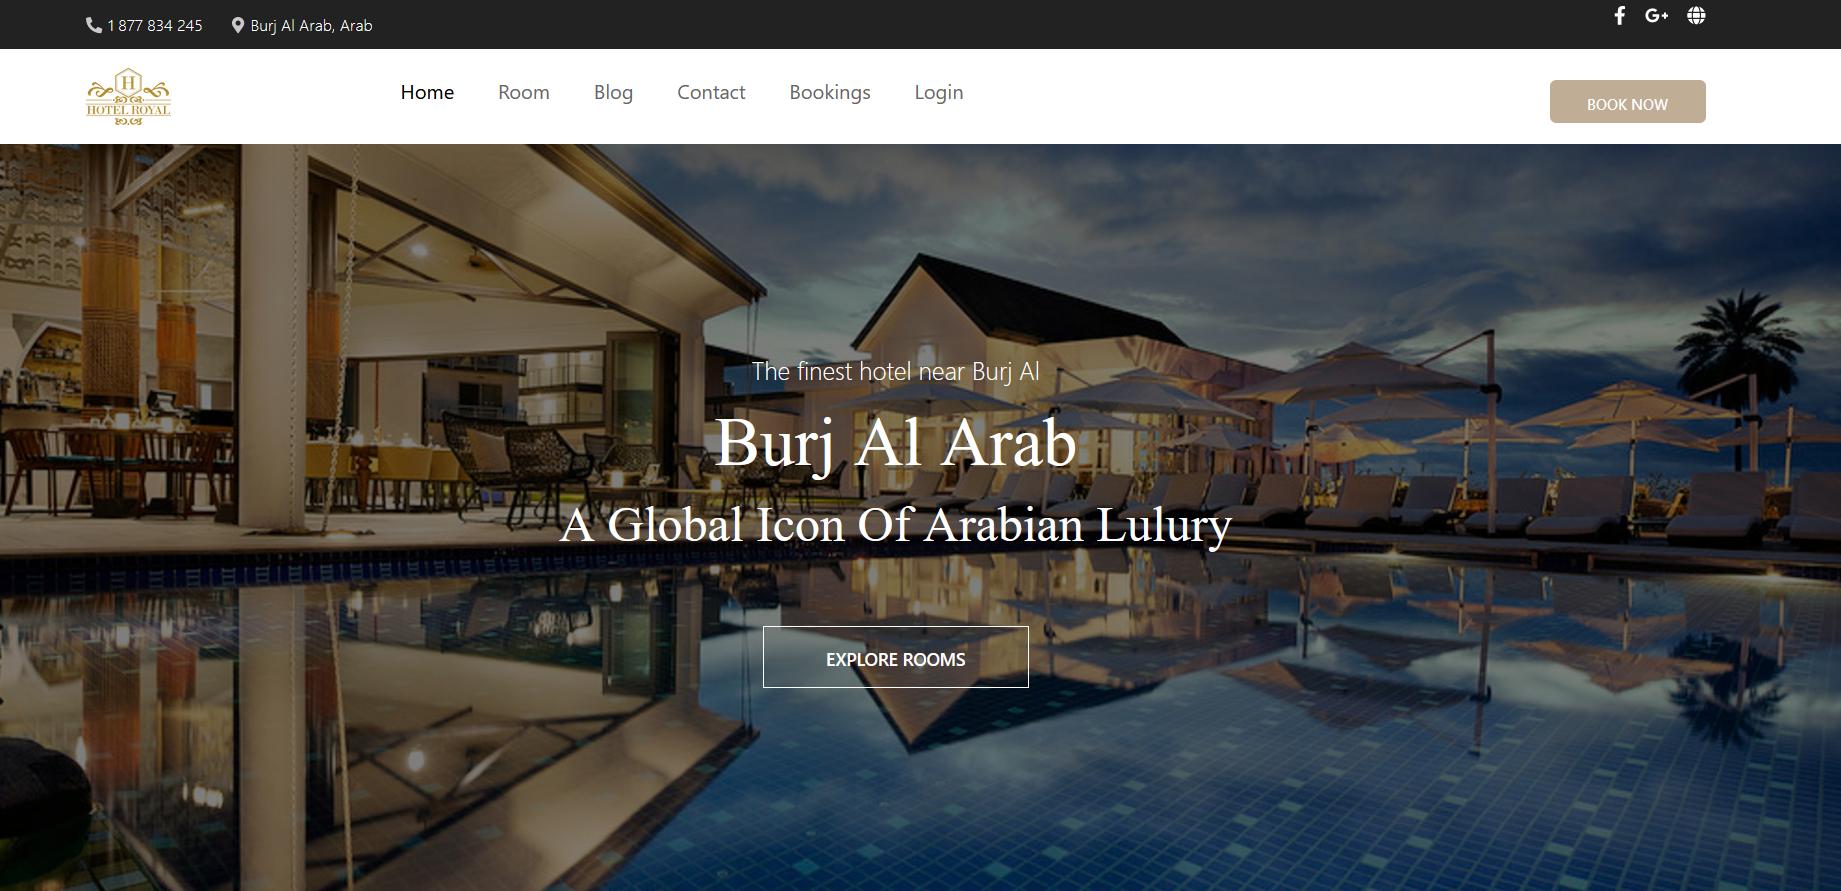 1 877 834 245
Burj Al Arab, Arab
H
HOTEL ROYAL
Home
Room
Blog
Contact
Bookings
Login
BOOK NOW
The finest hotel near Burj Al
Burj Al Arab
A Global Icon Of Arabian Lulury
EXPLORE ROOMS